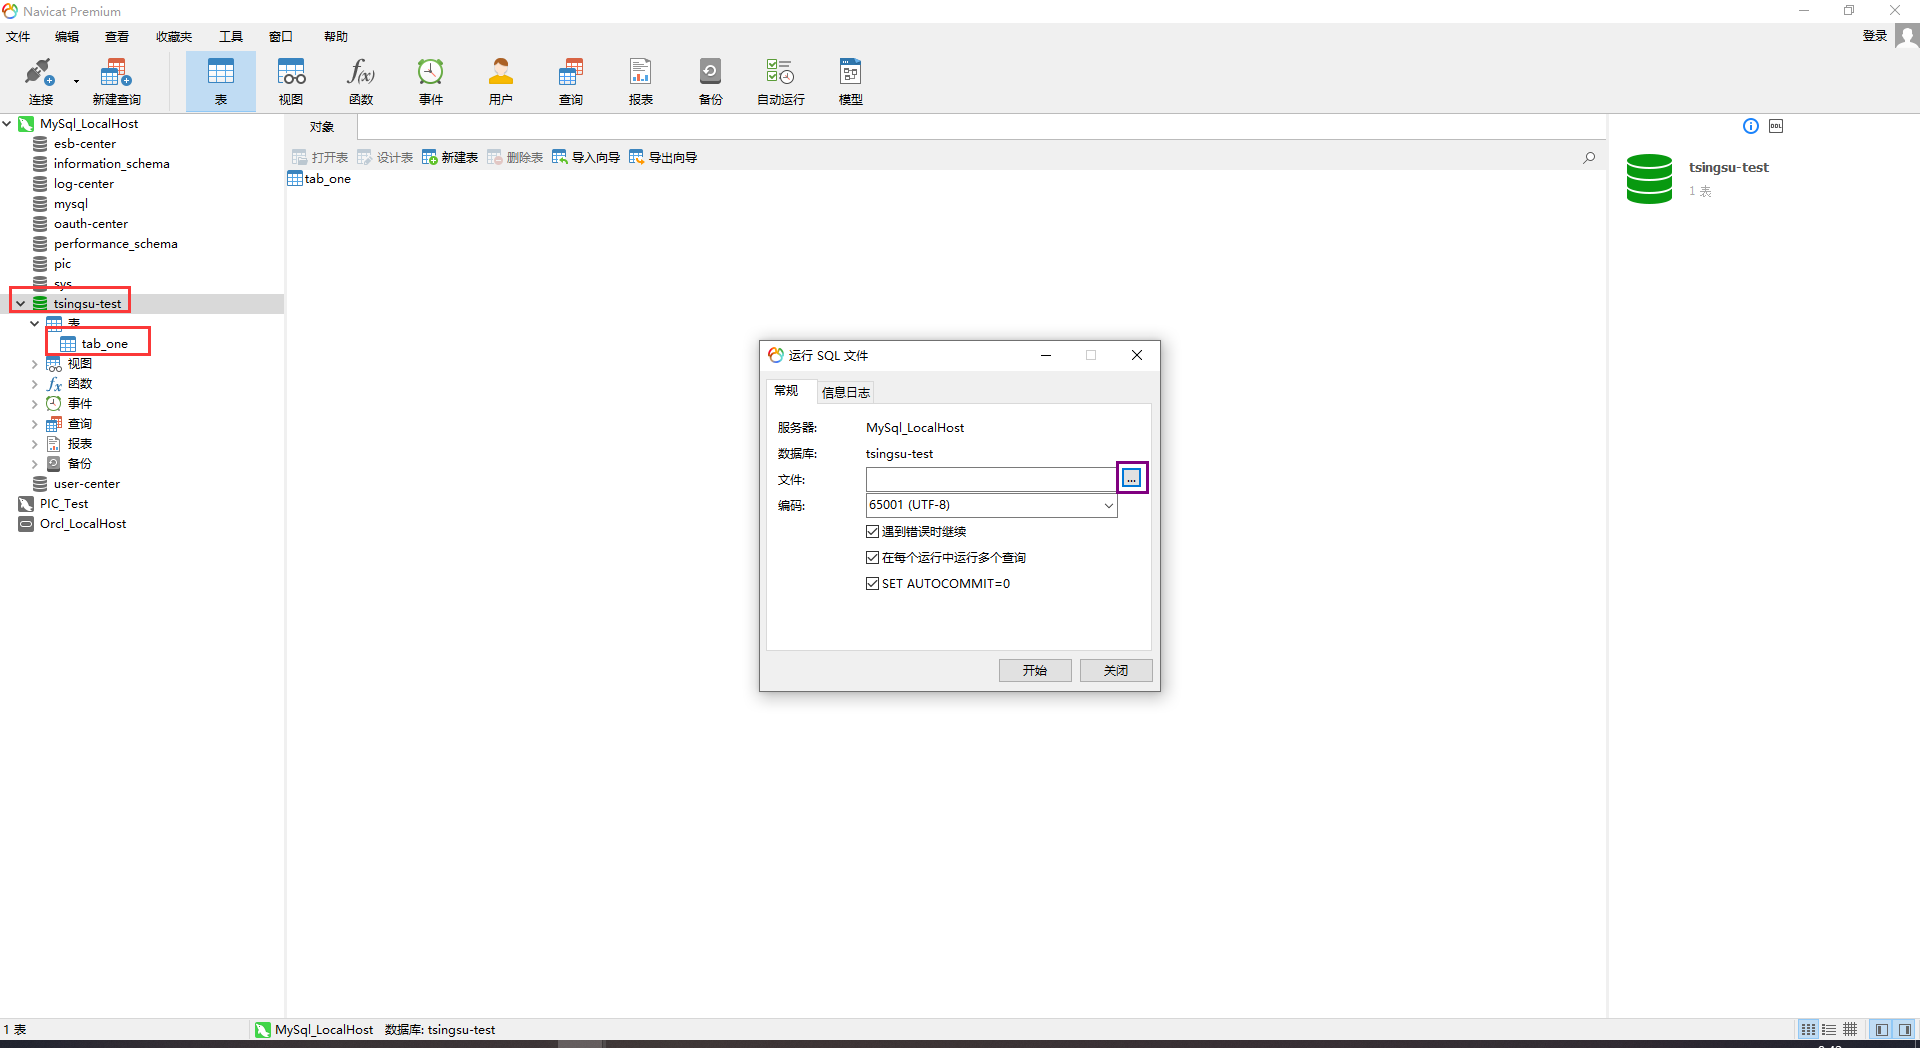 Navicat Premium
文件 编辑 查看 收藏夹 工具 窗口 帮助 登录
连接 新建查询 表 视图 函数 事件 用户 查询 报表 备份 自动运行 模型
MySql_LocalHost
esb-center
information_schema
log-center
mysql
oauth-center
performance_schema
pic
sys
tsingsu-test
表
tab_one
视图
函数
事件
查询
报表
备份
user-center
PIC_Test
Orcl_LocalHost
对象
打开表 设计表 新建表 删除表 导入向导 导出向导
tab_one
DDL
tsingsu-test
1 表
运行 SQL 文件
常规 信息日志
服务器: MySql_LocalHost
数据库: tsingsu-test
文件: ...
编码: 65001 (UTF-8)
遇到错误时继续
在每个运行中运行多个查询
SET AUTOCOMMIT=0
开始 关闭
1 表 MySql_LocalHost 数据库: tsingsu-test